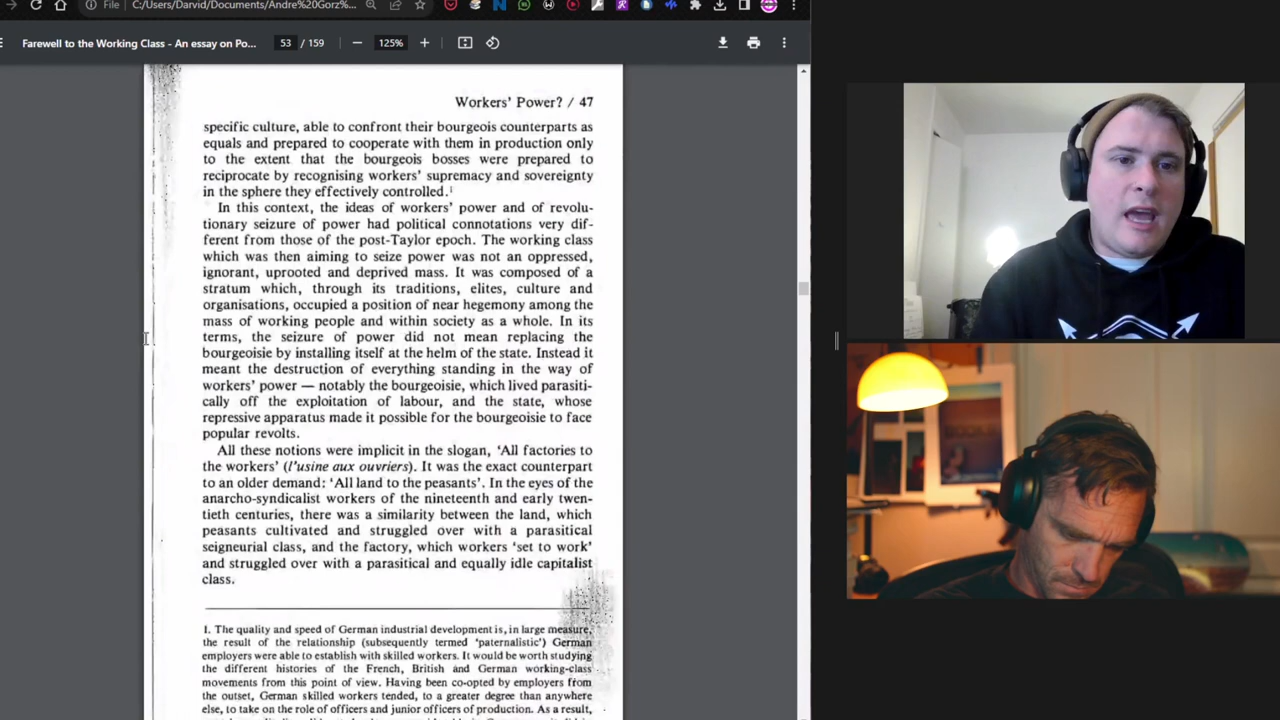 File
C:/Users/Darvid/Documents/Andre%20Gorz%...
Farewell to the Working Class - An essay on Po...
53 / 159
125%
Workers' Power? / 47
specific culture, able to confront their bourgeois counterparts as
equals and prepared to cooperate with them in production only
to the extent that the bourgeois bosses were prepared to
reciprocate by recognising workers' supremacy and sovereignty
in the sphere they effectively controlled.¹
In this context, the ideas of workers' power and of revolu-
tionary seizure of power had political connotations very dif-
ferent from those of the post-Taylor epoch. The working class
which was then aiming to seize power was not an oppressed,
ignorant, uprooted and deprived mass. It was composed of a
stratum which, through its traditions, elites, culture and
organisations, occupied a position of near hegemony among the
mass of working people and within society as a whole. In its
terms, the seizure of power did not mean replacing the
bourgeoisie by installing itself at the helm of the state. Instead it
meant the destruction of everything standing in the way of
workers' power — notably the bourgeoisie, which lived parasiti-
cally off the exploitation of labour, and the state, whose
repressive apparatus made it possible for the bourgeoisie to face
popular revolts.
All these notions were implicit in the slogan, 'All factories to
the workers' (l'usine aux ouvriers). It was the exact counterpart
to an older demand: 'All land to the peasants'. In the eyes of the
anarcho-syndicalist workers of the nineteenth and early twen-
tieth centuries, there was a similarity between the land, which
peasants cultivated and struggled over with a parasitical
seigneurial class, and the factory, which workers 'set to work'
and struggled over with a parasitical and equally idle capitalist
class.
1. The quality and speed of German industrial development is, in large measure,
the result of the relationship (subsequently termed 'paternalistic') German
employers were able to establish with skilled workers. It would be worth studying
the different histories of the French, British and German working-class
movements from this point of view. Having been co-opted by employers from
the outset, German skilled workers tended, to a greater degree than anywhere
else, to take on the role of officers and junior officers of production. As a result,